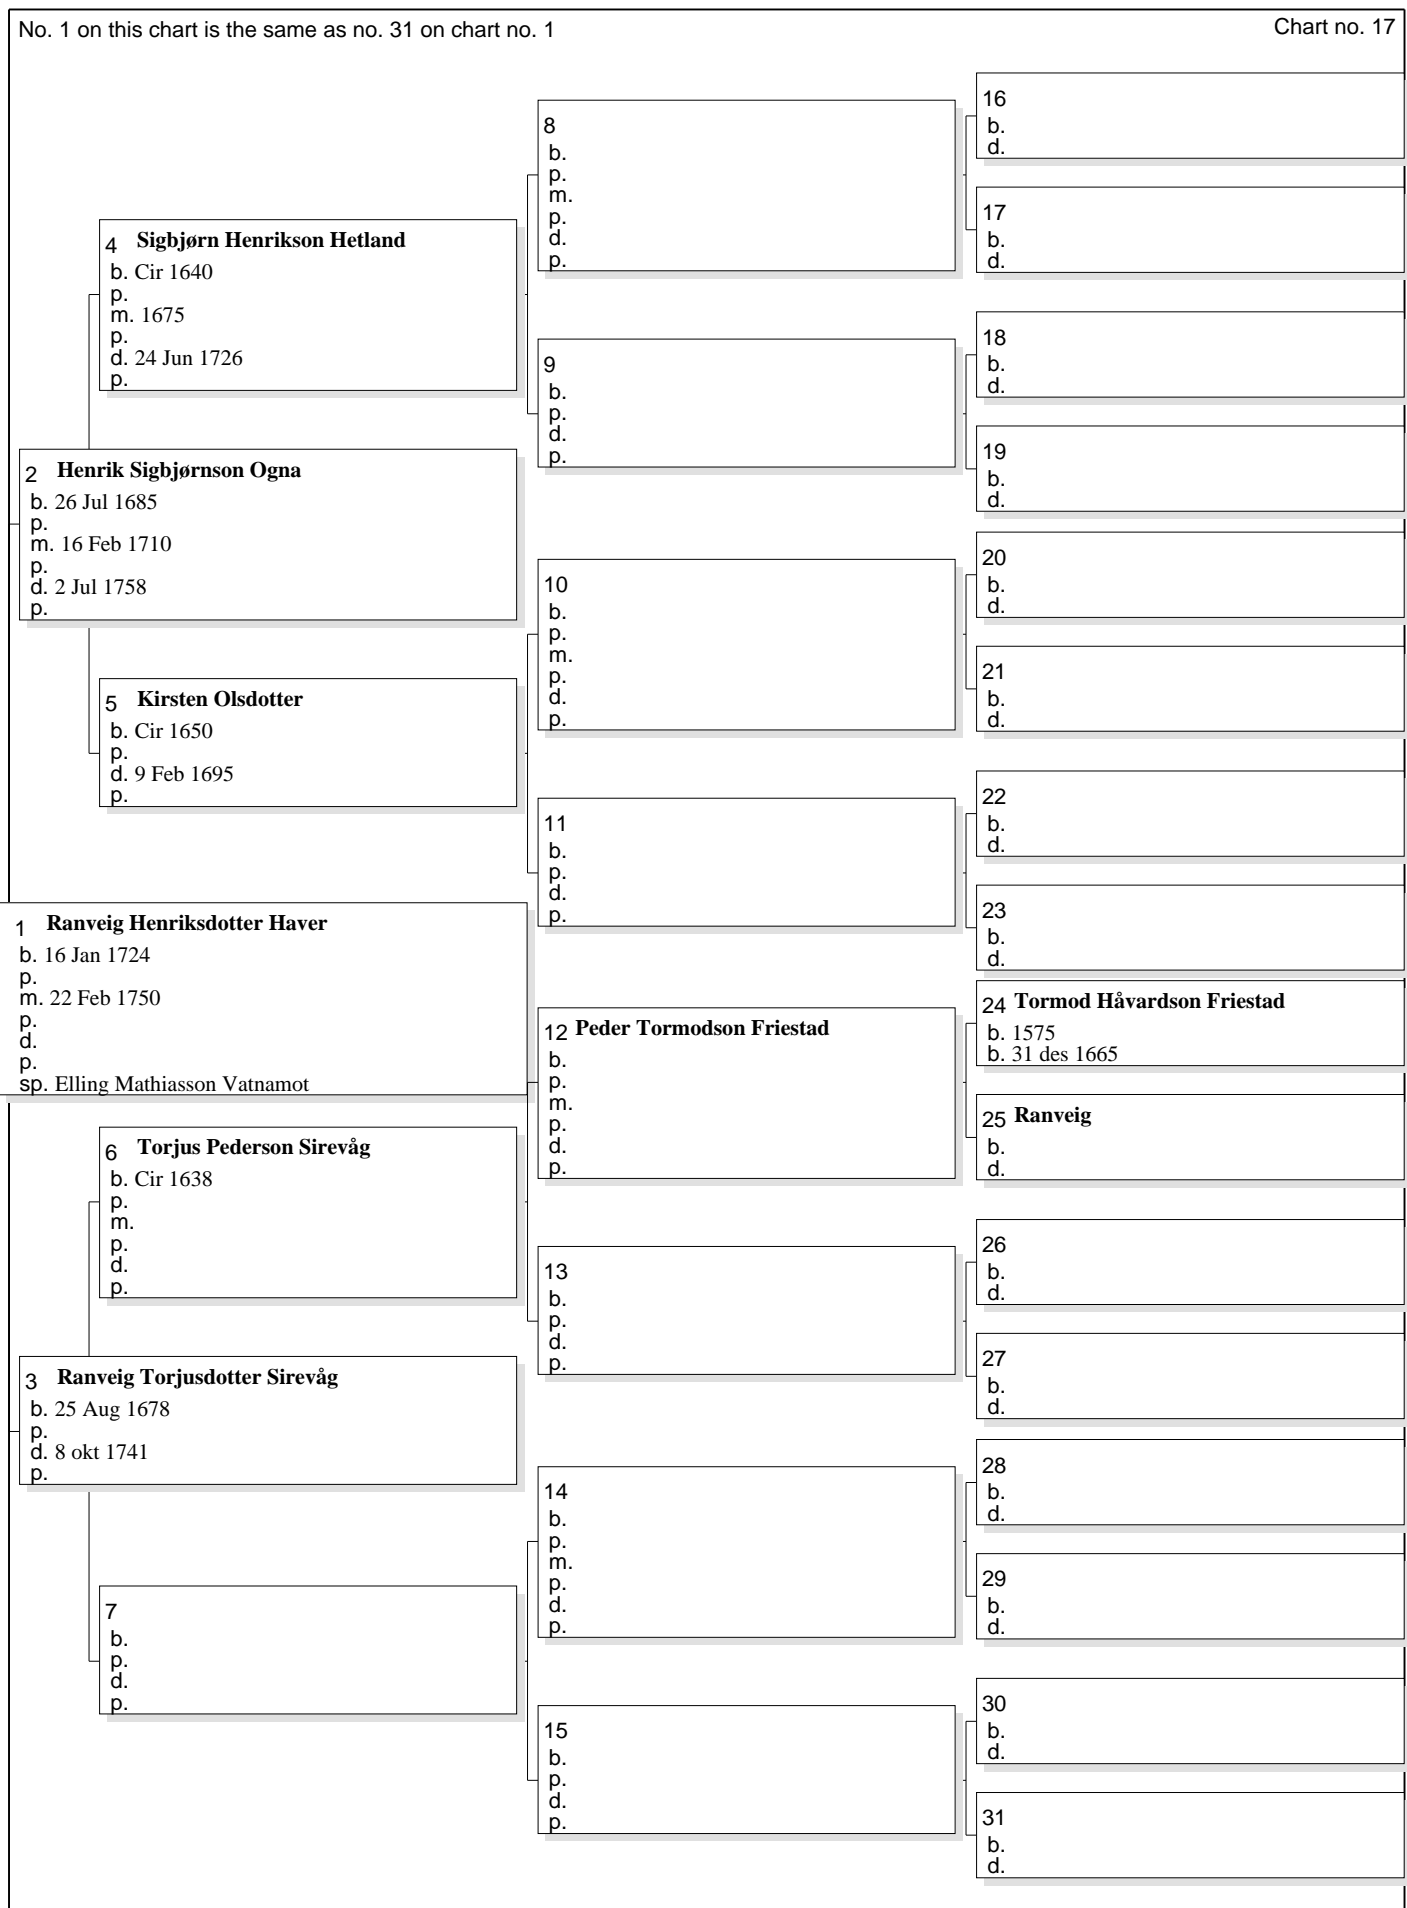 No. 1 on this chart is the same as no. 31 on chart no. 1
Chart no. 17
16
b.
d.
8
b.
p.
m.
p.
d.
p.
17
b.
d.
4 Sigbjørn Henrikson Hetland
b. Cir 1640
p.
m. 1675
p.
d. 24 Jun 1726
p.
18
b.
d.
9
b.
p.
d.
p.
19
b.
d.
2 Henrik Sigbjørnson Ogna
b. 26 Jul 1685
p.
m. 16 Feb 1710
p.
d. 2 Jul 1758
p.
20
b.
d.
10
b.
p.
m.
p.
d.
p.
21
b.
d.
5 Kirsten Olsdotter
b. Cir 1650
p.
d. 9 Feb 1695
p.
22
b.
d.
11
b.
p.
d.
p.
23
b.
d.
1 Ranveig Henriksdotter Haver
b. 16 Jan 1724
p.
m. 22 Feb 1750
p.
d.
p.
sp. Elling Mathiasson Vatnamot
24 Tormod Håvardson Friestad
b. 1575
b. 31 des 1665
12 Peder Tormodson Friestad
b.
p.
m.
p.
d.
p.
25 Ranveig
b.
d.
6 Torjus Pederson Sirevåg
b. Cir 1638
p.
m.
p.
d.
p.
26
b.
d.
13
b.
p.
d.
p.
27
b.
d.
3 Ranveig Torjusdotter Sirevåg
b. 25 Aug 1678
p.
d. 8 okt 1741
p.
28
b.
d.
14
b.
p.
m.
p.
d.
p.
29
b.
d.
7
b.
p.
d.
p.
30
b.
d.
15
b.
p.
d.
p.
31
b.
d.